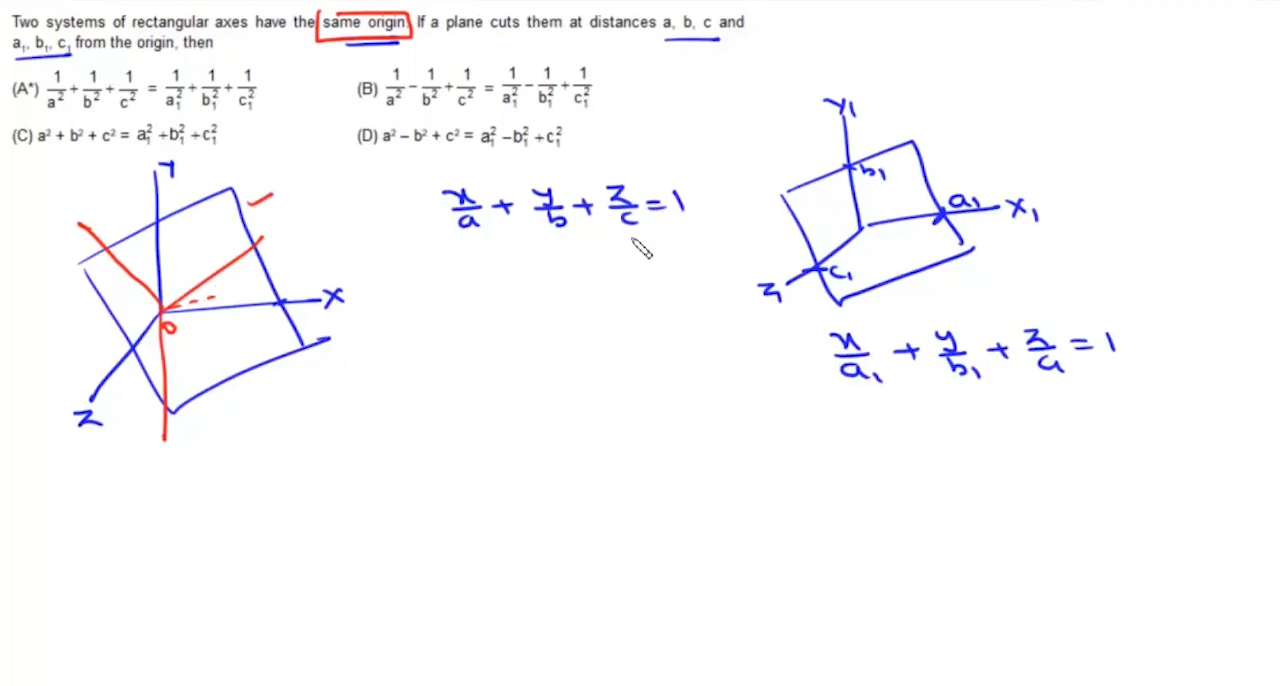 Two systems of rectangular axes have the same origin. If a plane cuts them at distances a, b, c and
a₁, b₁, c₁ from the origin, then
(A*) 1/a² + 1/b² + 1/c² = 1/a₁² + 1/b₁² + 1/c₁² (B) 1/a² − 1/b² + 1/c² = 1/a₁² − 1/b₁² + 1/c₁²
(C) a² + b² + c² = a₁² + b₁² + c₁² (D) a² − b² + c² = a₁² − b₁² + c₁²
Y₁
Y
b₁
x/a + y/b + z/c = 1
a₁ X₁
c₁
Z₁
X
O
x/a₁ + y/b₁ + z/c₁ = 1
Z